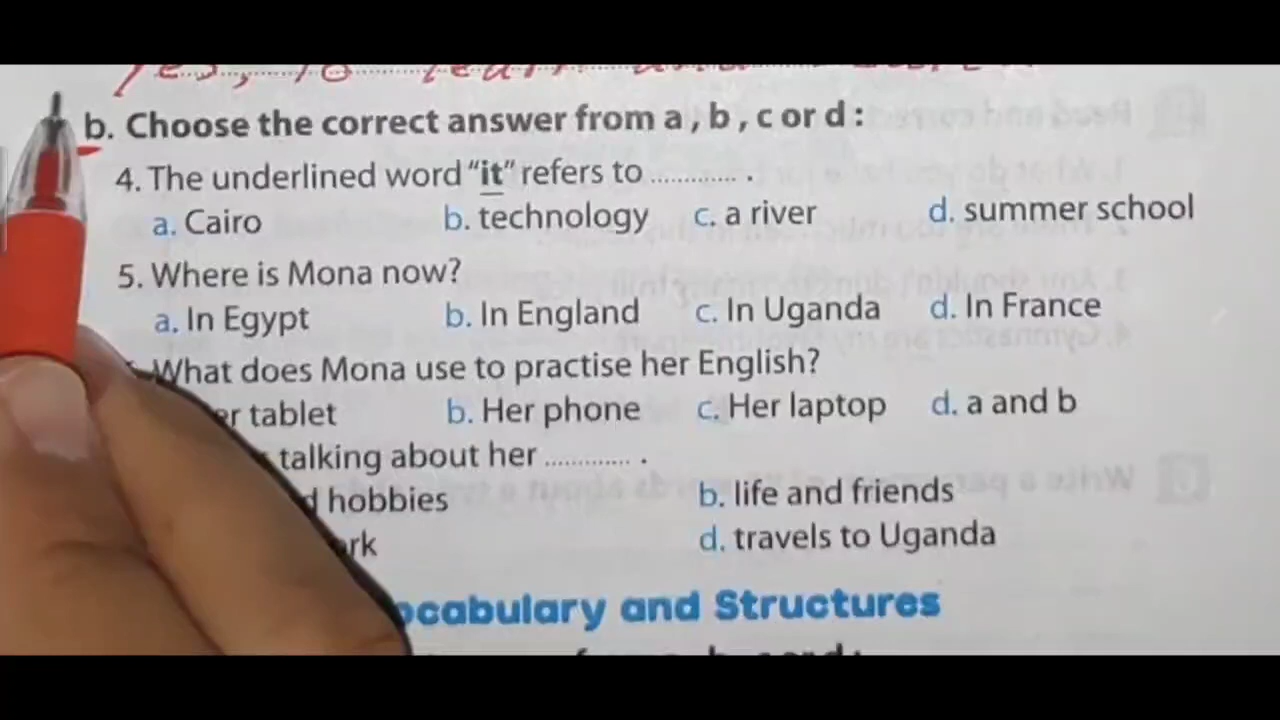 Yes, to learn
b. Choose the correct answer from a , b , c or d :
4. The underlined word "it" refers to ............ .
a. Cairo b. technology c. a river d. summer school
5. Where is Mona now?
a. In Egypt b. In England c. In Uganda d. In France
What does Mona use to practise her English?
tablet b. Her phone c. Her laptop d. a and b
talking about her ............ .
hobbies b. life and friends
d. travels to Uganda
and Structures